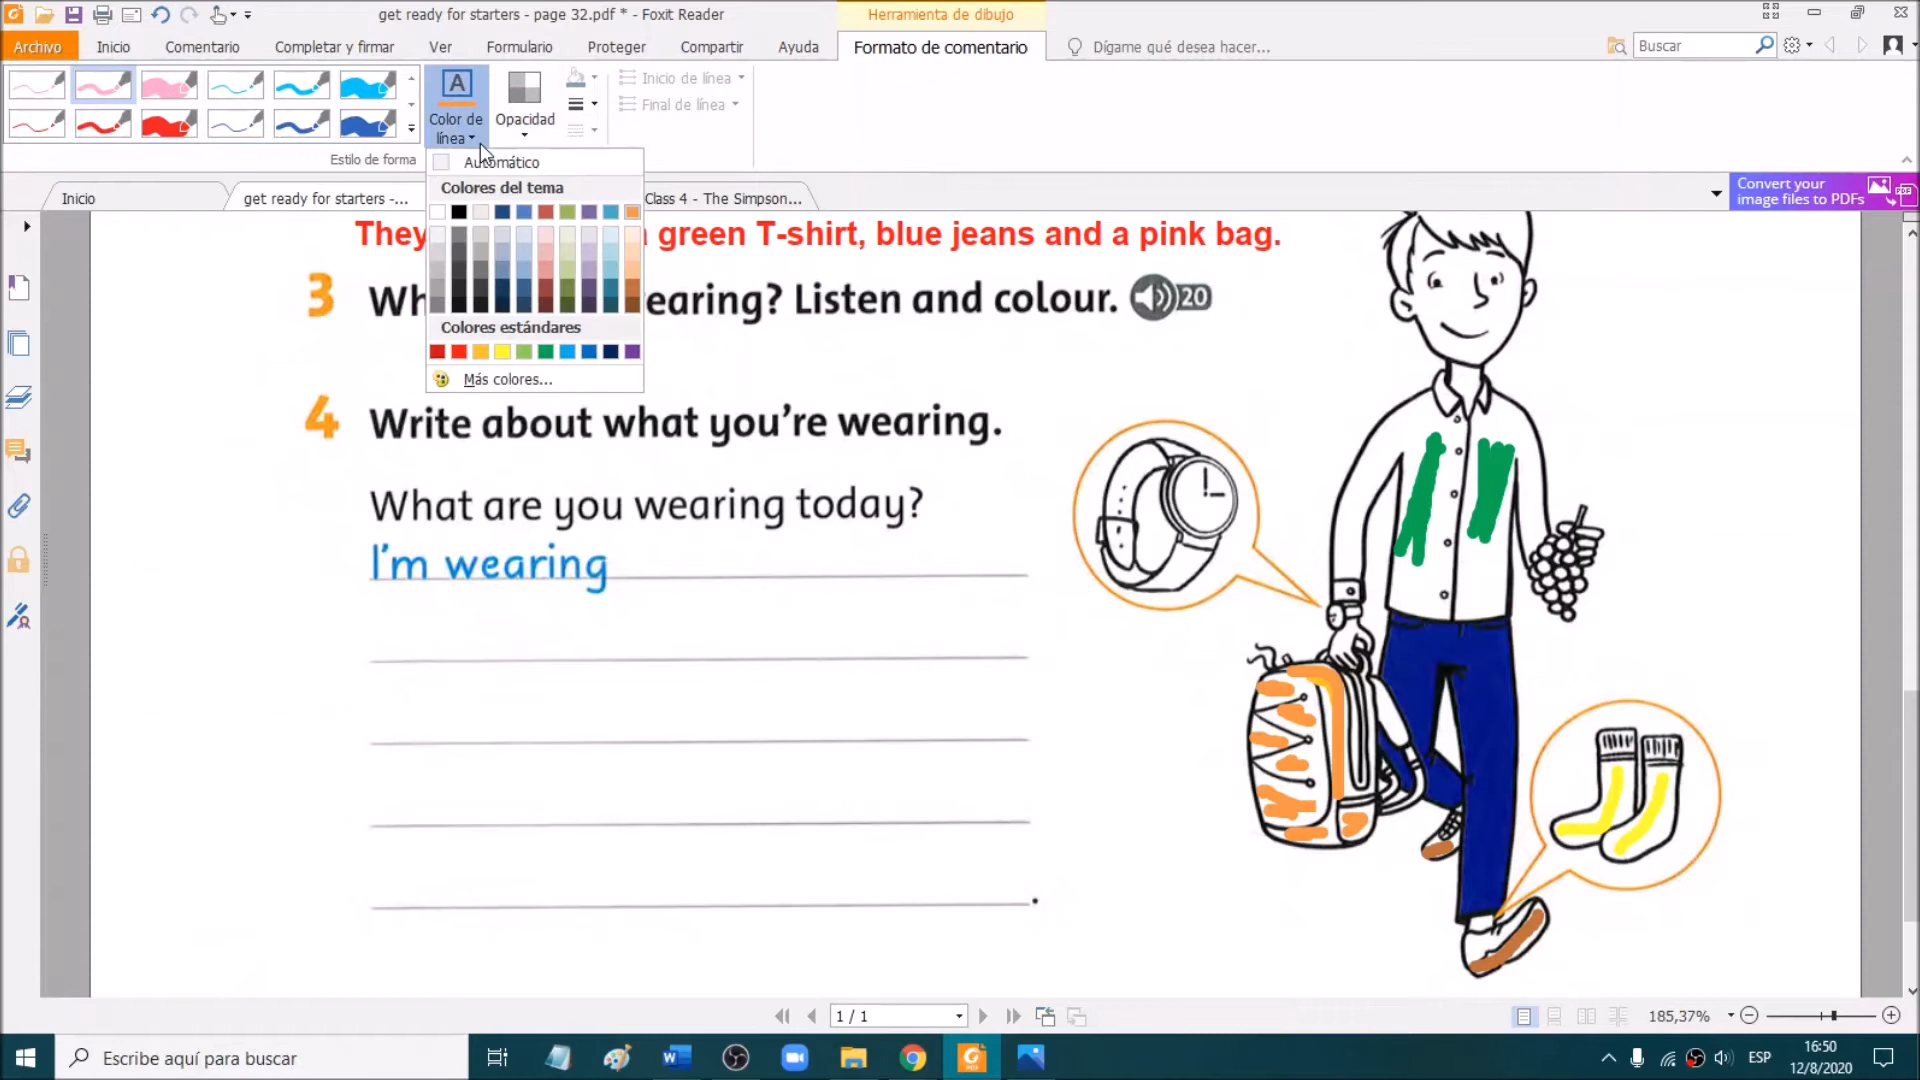 get ready for starters - page 32.pdf * - Foxit Reader
Herramienta de dibujo
Archivo
Inicio
Comentario
Completar y firmar
Ver
Formulario
Proteger
Compartir
Ayuda
Formato de comentario
Dígame qué desea hacer...
Buscar
Color de línea
Opacidad
Inicio de línea
Final de línea
Estilo de forma
Automático
Colores del tema
Colores estándares
Más colores...
Inicio
get ready for starters -...
Class 4 - The Simpson...
Convert your
image files to PDFs
They green T-shirt, blue jeans and a pink bag.
3 Wh earing? Listen and colour. 20
4 Write about what you're wearing.
What are you wearing today?
I'm wearing
.
1 / 1
185,37%
Escribe aquí para buscar
ESP
16:50
12/8/2020